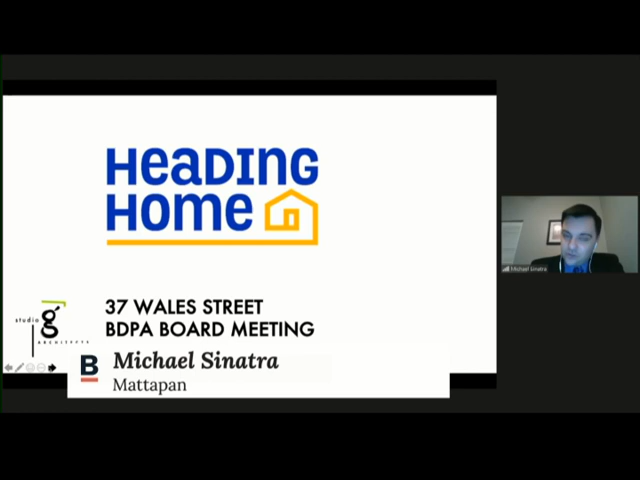 HeADING
HOMe
37 WALES STREET
BDPA BOARD MEETING
studio
g
ARCHITECTS
B
Michael Sinatra
Mattapan
Michael Sinatra